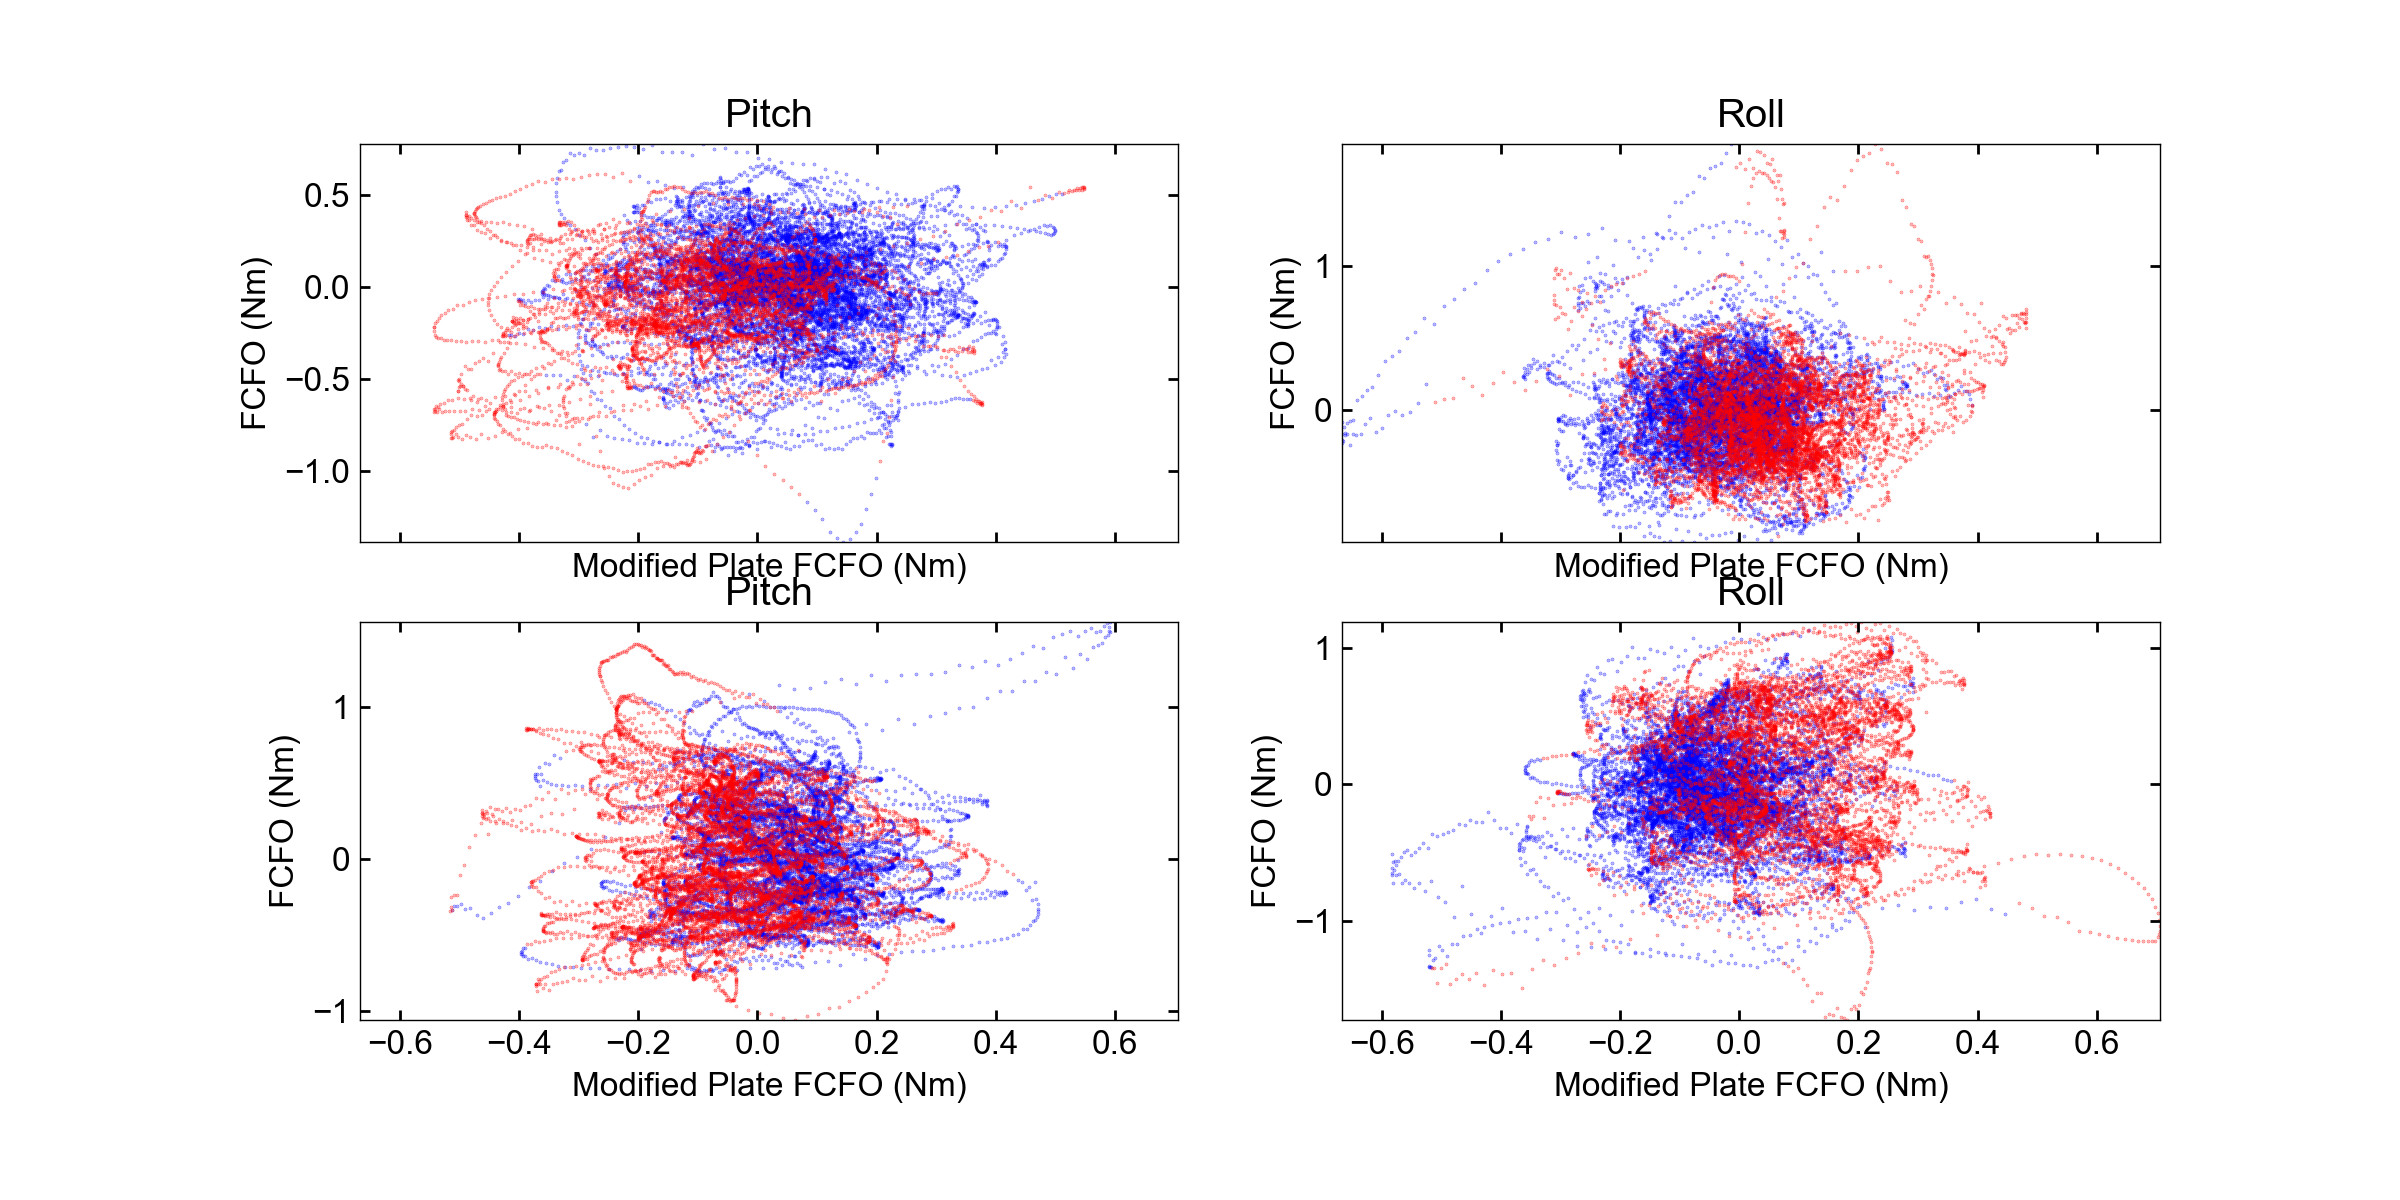 Pitch
Roll
0.5
0.0
−0.5
−1.0
FCFO (Nm)
1
0
FCFO (Nm)
Modified Plate FCFO (Nm)
Modified Plate FCFO (Nm)
Pitch
Roll
1
0
−1
FCFO (Nm)
1
0
−1
FCFO (Nm)
−0.6 −0.4 −0.2 0.0 0.2 0.4 0.6
−0.6 −0.4 −0.2 0.0 0.2 0.4 0.6
Modified Plate FCFO (Nm)
Modified Plate FCFO (Nm)